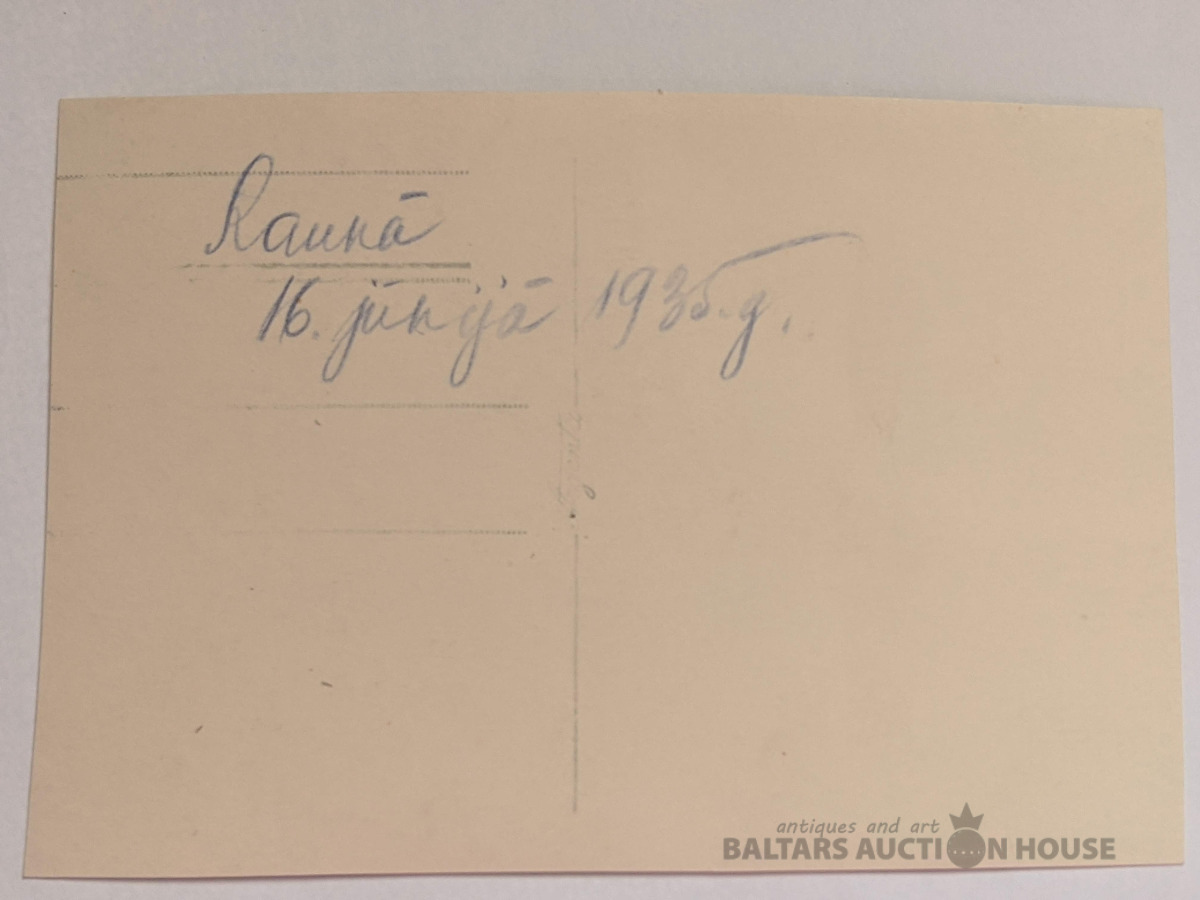 Raunā
16. jūnijā 1935.g.
antiques and art
BALTARS AUCTION HOUSE